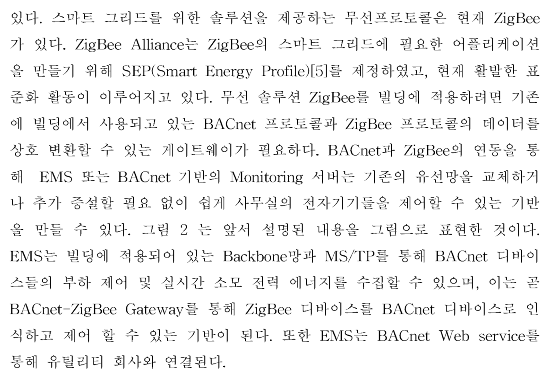 있다. 스마트 그리드를 위한 솔루션을 제공하는 무선프로토콜은 현재 ZigBee
가 있다. ZigBee Alliance는 ZigBee의 스마트 그리드에 필요한 어플리케이션
을 만들기 위해 SEP(Smart Energy Profile)[5]를 제정하였고, 현재 활발한 표
준화 활동이 이루어지고 있다. 무선 솔루션 ZigBee를 빌딩에 적용하려면 기존
에 빌딩에서 사용되고 있는 BACnet 프로토콜과 ZigBee 프로토콜의 데이터를
상호 변환할 수 있는 게이트웨이가 필요하다. BACnet과 ZigBee의 연동을 통
해 EMS 또는 BACnet 기반의 Monitoring 서버는 기존의 유선망을 교체하거
나 추가 증설할 필요 없이 쉽게 사무실의 전자기기들을 제어할 수 있는 기반
을 만들 수 있다. 그림 2 는 앞서 설명된 내용을 그림으로 표현한 것이다.
EMS는 빌딩에 적용되어 있는 Backbone망과 MS/TP를 통해 BACnet 디바이
스들의 부하 제어 및 실시간 소모 전력 에너지를 수집할 수 있으며, 이는 곧
BACnet-ZigBee Gateway를 통해 ZigBee 디바이스를 BACnet 디바이스로 인
식하고 제어 할 수 있는 기반이 된다. 또한 EMS는 BACnet Web service를
통해 유틸리티 회사와 연결된다.